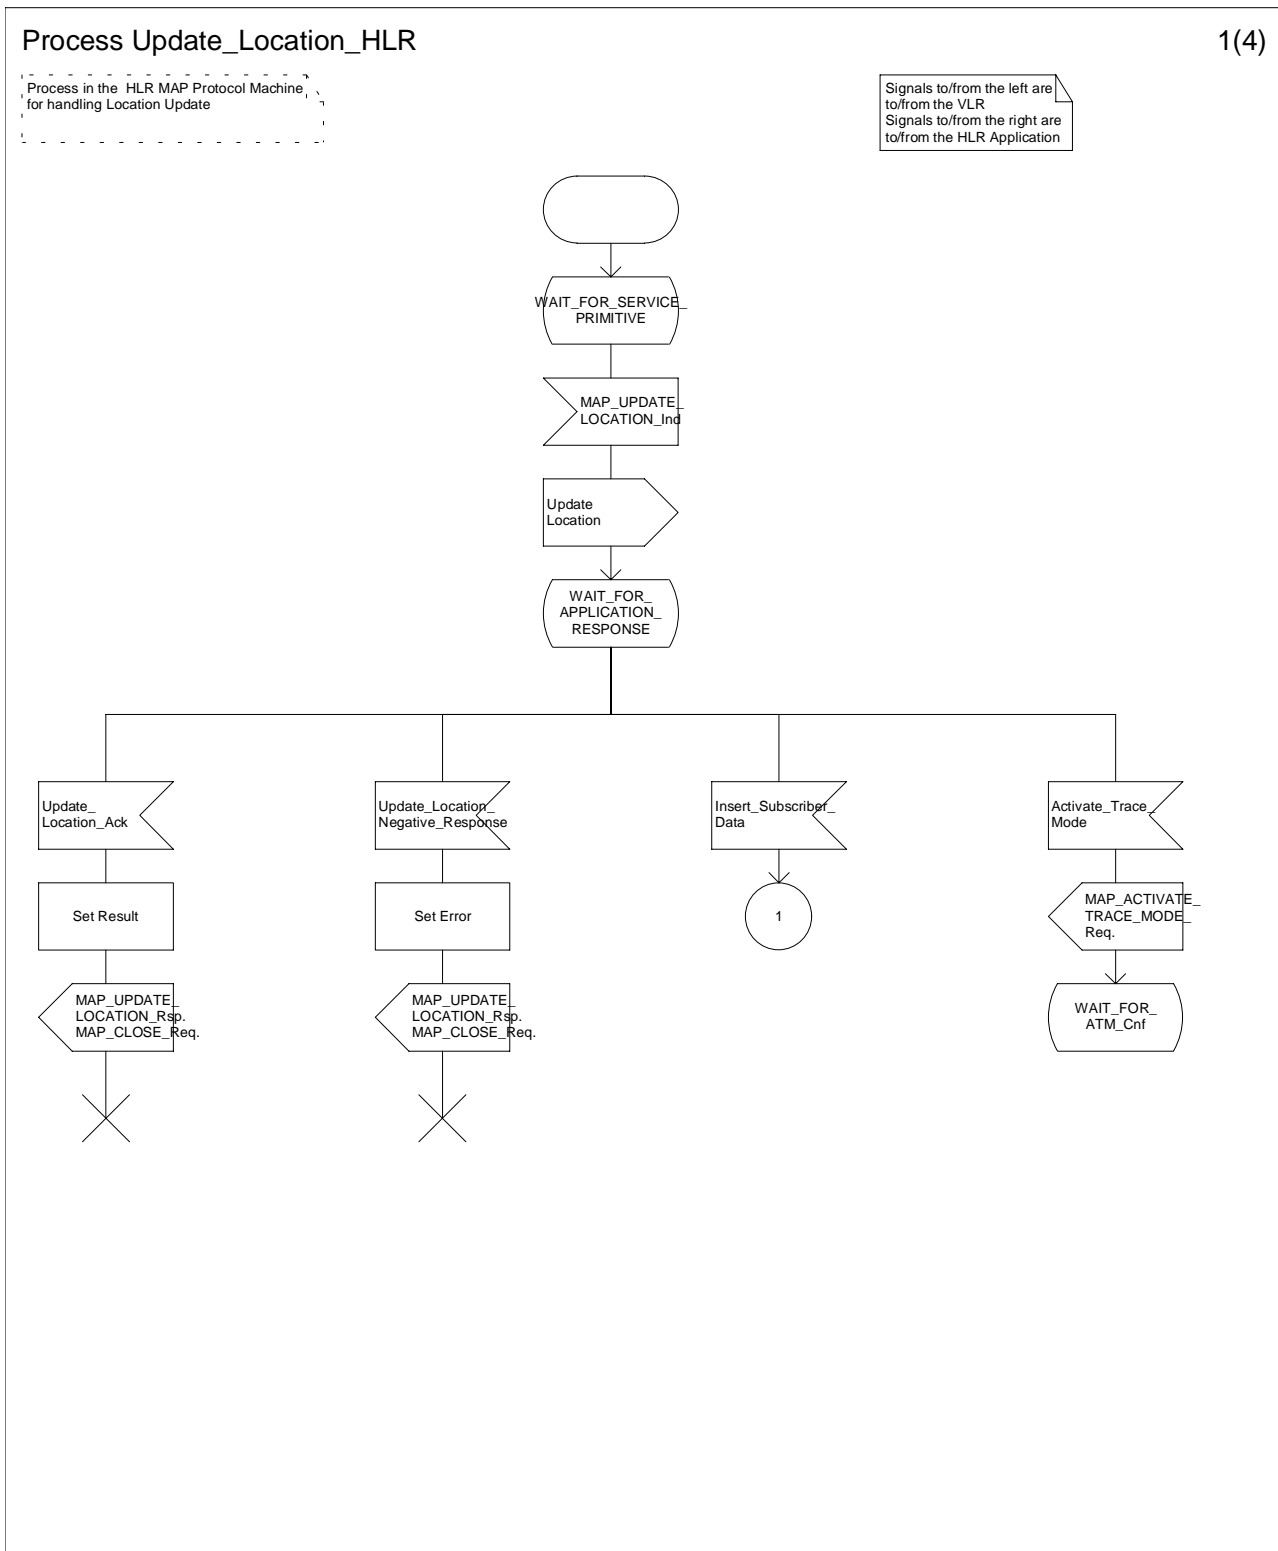 Process Update_Location_HLR
1(4)
Process in the HLR MAP Protocol Machine
for handling Location Update
Signals to/from the left are
to/from the VLR
Signals to/from the right are
to/from the HLR Application
WAIT_FOR_SERVICE_
PRIMITIVE
MAP_UPDATE_
LOCATION_Ind
Update
Location
WAIT_FOR_
APPLICATION_
RESPONSE
Update_
Location_Ack
Update_Location_
Negative_Response
Insert_Subscriber_
Data
Activate_Trace_
Mode
Set Result
Set Error
1
MAP_ACTIVATE_
TRACE_MODE_
Req.
MAP_UPDATE_
LOCATION_Rsp.
MAP_CLOSE_Req.
MAP_UPDATE_
LOCATION_Rsp.
MAP_CLOSE_Req.
WAIT_FOR_
ATM_Cnf